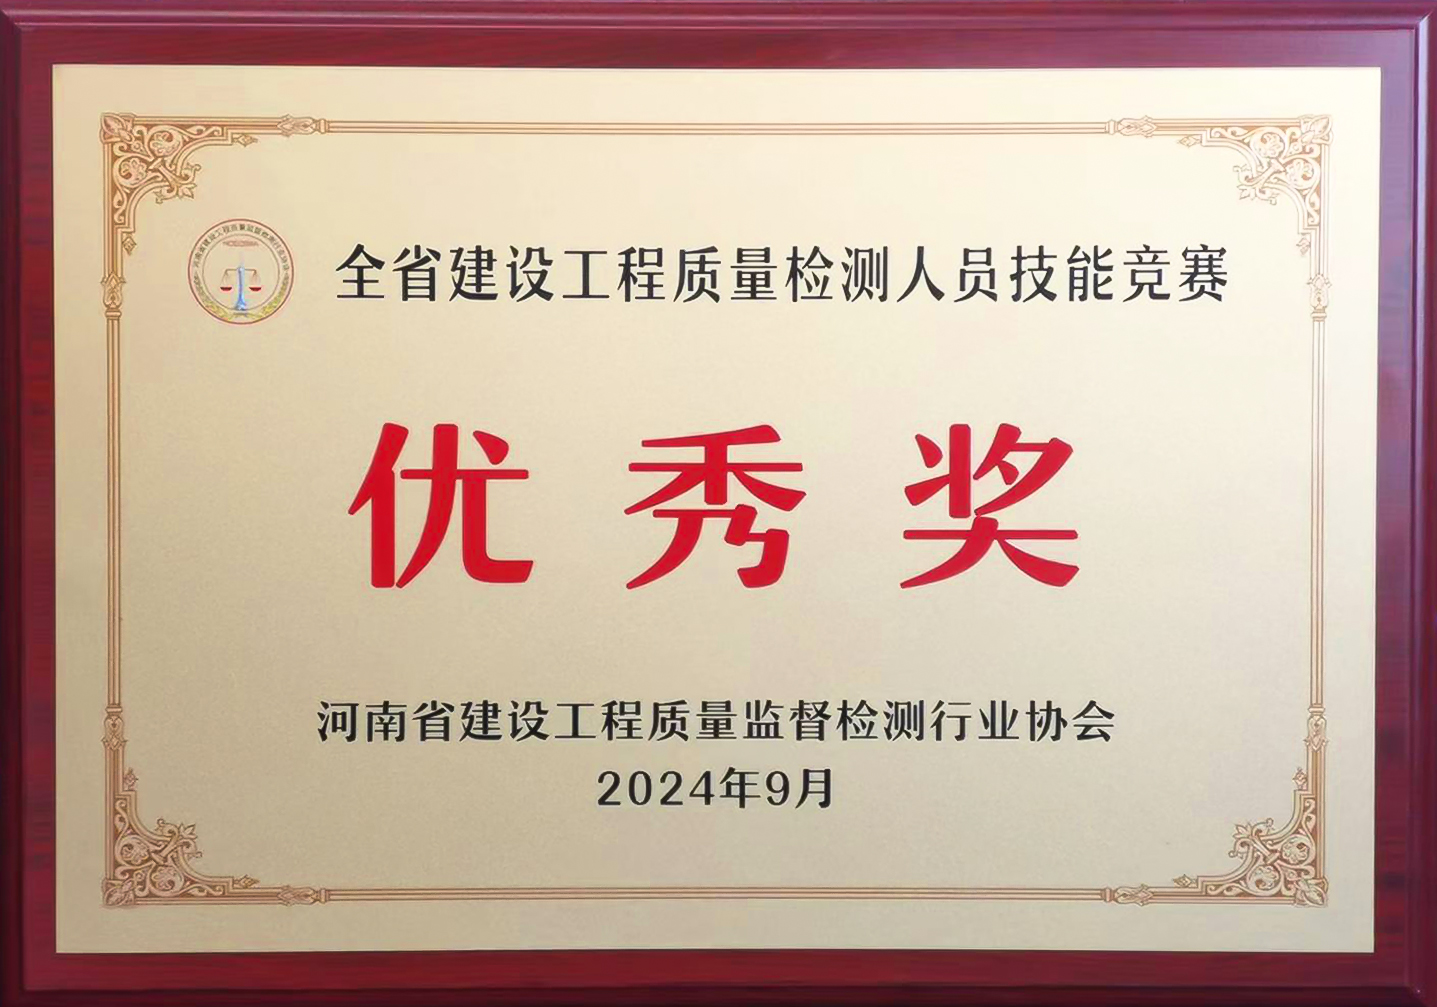 全省建设工程质量检测人员技能竞赛
优秀奖
河南省建设工程质量监督检测行业协会
2024年9月